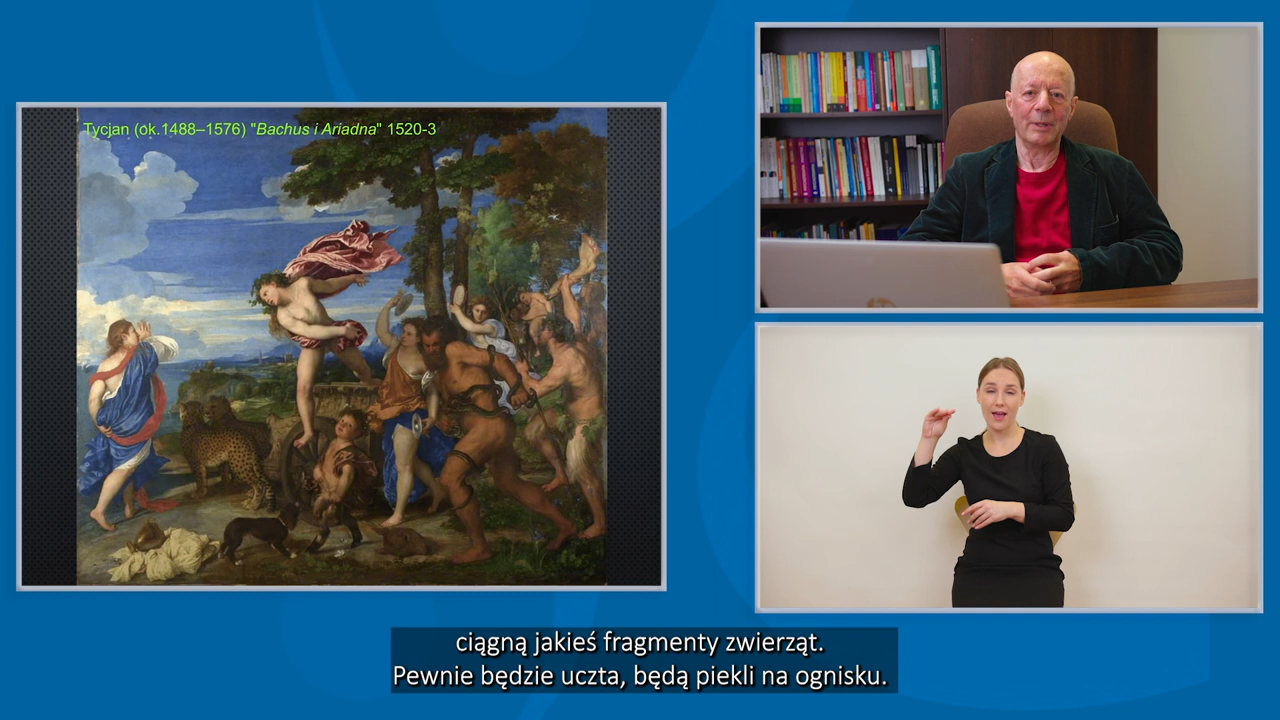 Tycjan (ok.1488–1576) "Bachus i Ariadna" 1520-3
ciągną jakieś fragmenty zwierząt.
Pewnie będzie uczta, będą piekli na ognisku.